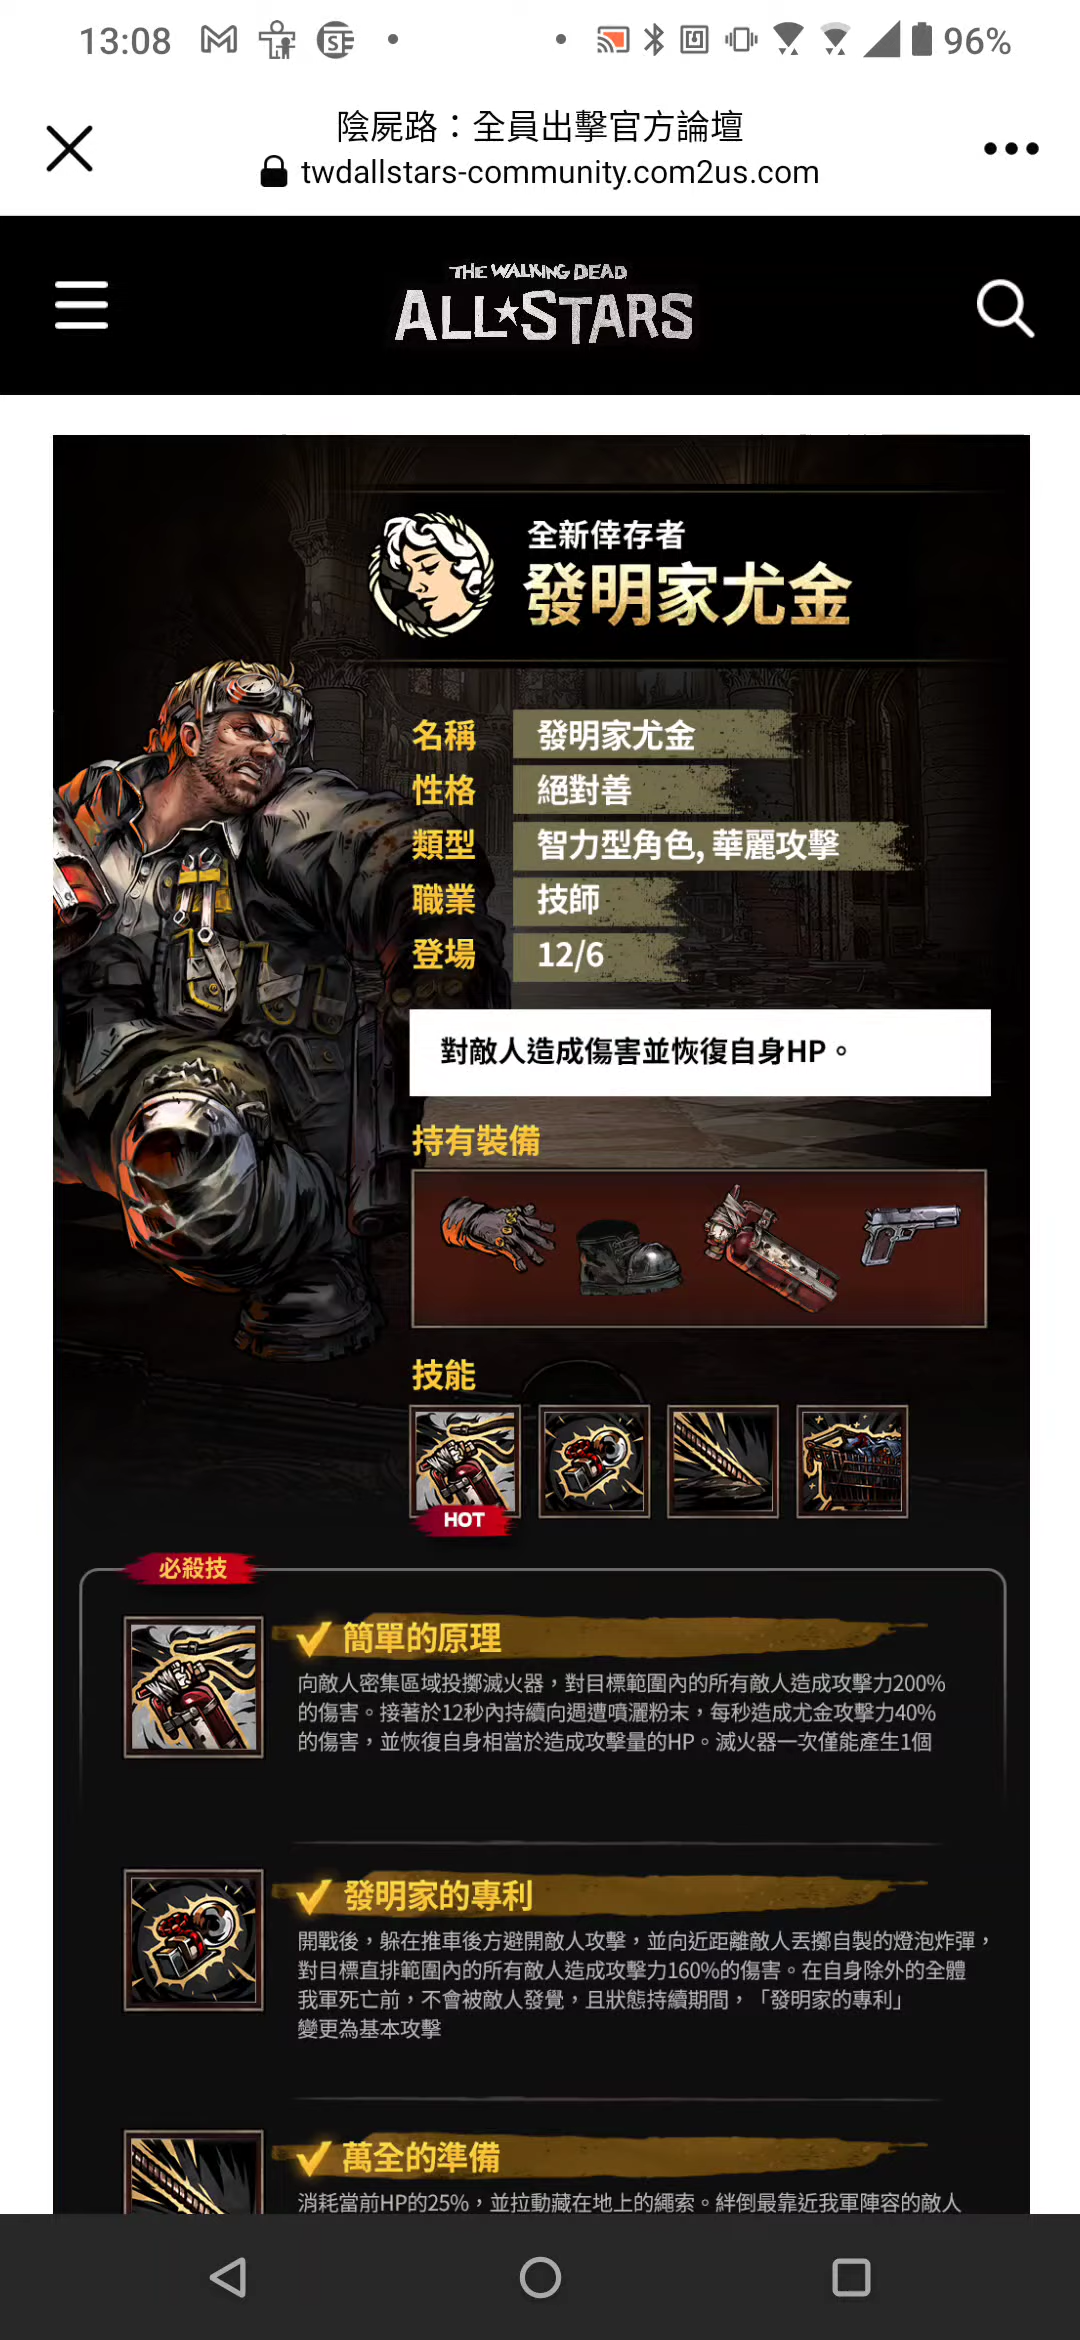 13:08
96%
陰屍路：全員出擊官方論壇
twdallstars-community.com2us.com
THE WALKING DEAD
ALL★STARS
全新倖存者
發明家尤金
名稱 發明家尤金
性格 絕對善
類型 智力型角色, 華麗攻擊
職業 技師
登場 12/6
對敵人造成傷害並恢復自身HP。
持有裝備
技能
HOT
必殺技
簡單的原理
向敵人密集區域投擲滅火器，對目標範圍內的所有敵人造成攻擊力200%
的傷害。接著於12秒內持續向週遭噴灑粉末，每秒造成尤金攻擊力40%
的傷害，並恢復自身相當於造成攻擊量的HP。滅火器一次僅能產生1個
發明家的專利
開戰後，躲在推車後方避開敵人攻擊，並向近距離敵人丟擲自製的燈泡炸彈，
對目標直排範圍內的所有敵人造成攻擊力160%的傷害。在自身除外的全體
我軍死亡前，不會被敵人發覺，且狀態持續期間，「發明家的專利」
變更為基本攻擊
萬全的準備
消耗當前HP的25%，並拉動藏在地上的繩索。絆倒最靠近我軍陣容的敵人